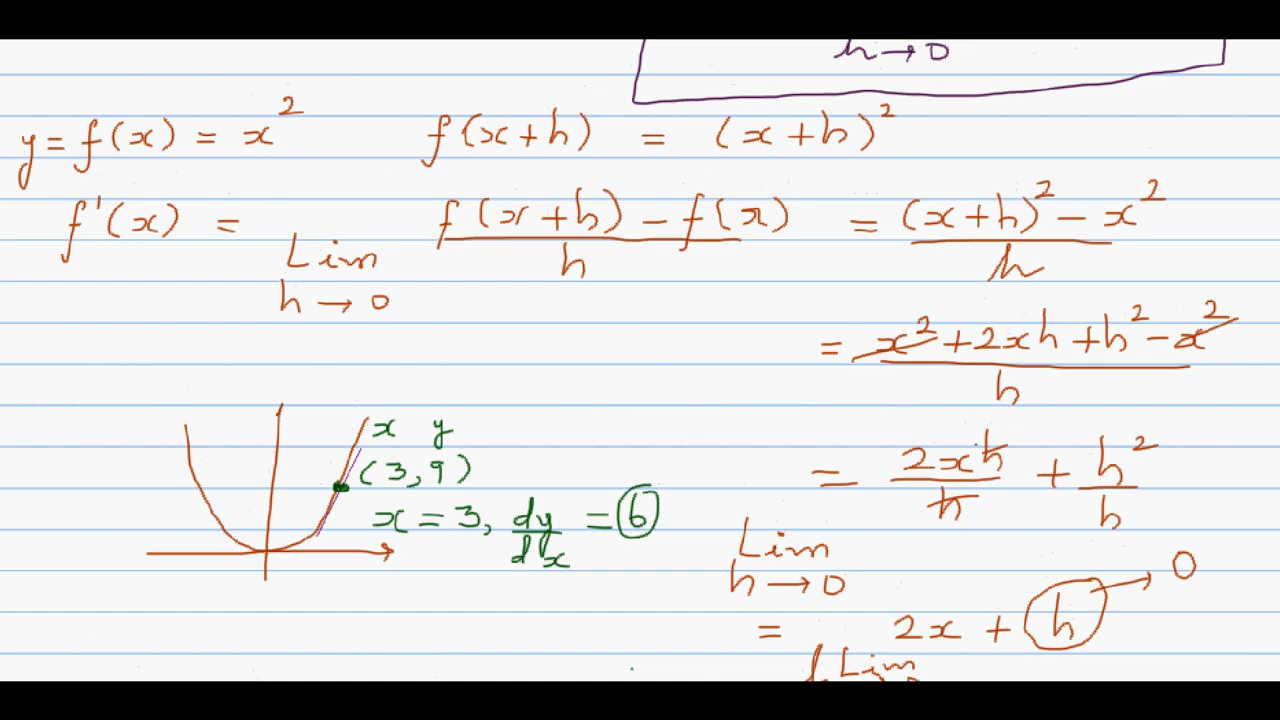 h → 0
y = f(x) = x² f(x+h) = (x+h)²
f'(x) = Lim h → 0 f(x+h) - f(x) / h = (x+h)² - x² / h
= x² + 2xh + h² - x² / h
x y
(3, 9)
= 2xh / h + h² / h
x = 3, dy/dx = 6
Lim
h → 0
0
= 2x + h
Lim